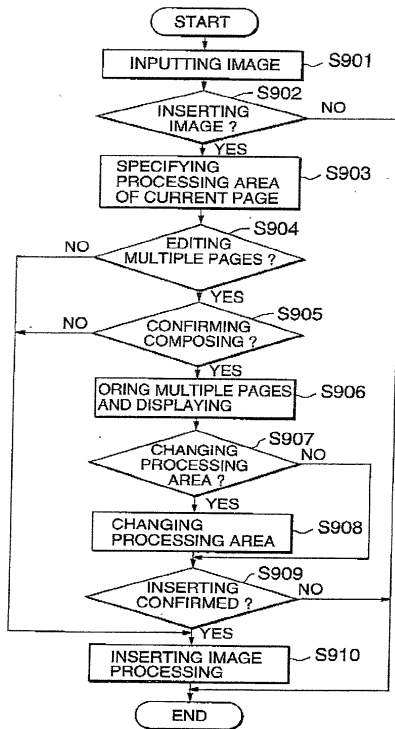 START
INPUTTING IMAGE
S901
S902
INSERTING
IMAGE ?
NO
YES
SPECIFYING
PROCESSING AREA
OF CURRENT PAGE
S903
S904
NO
EDITING
MULTIPLE PAGES ?
YES
S905
NO
CONFIRMING
COMPOSING ?
YES
ORING MULTIPLE PAGES
AND DISPLAYING
S906
S907
CHANGING
PROCESSING
AREA ?
NO
YES
CHANGING
PROCESSING AREA
S908
S909
INSERTING
CONFIRMED ?
NO
YES
INSERTING IMAGE
PROCESSING
S910
END